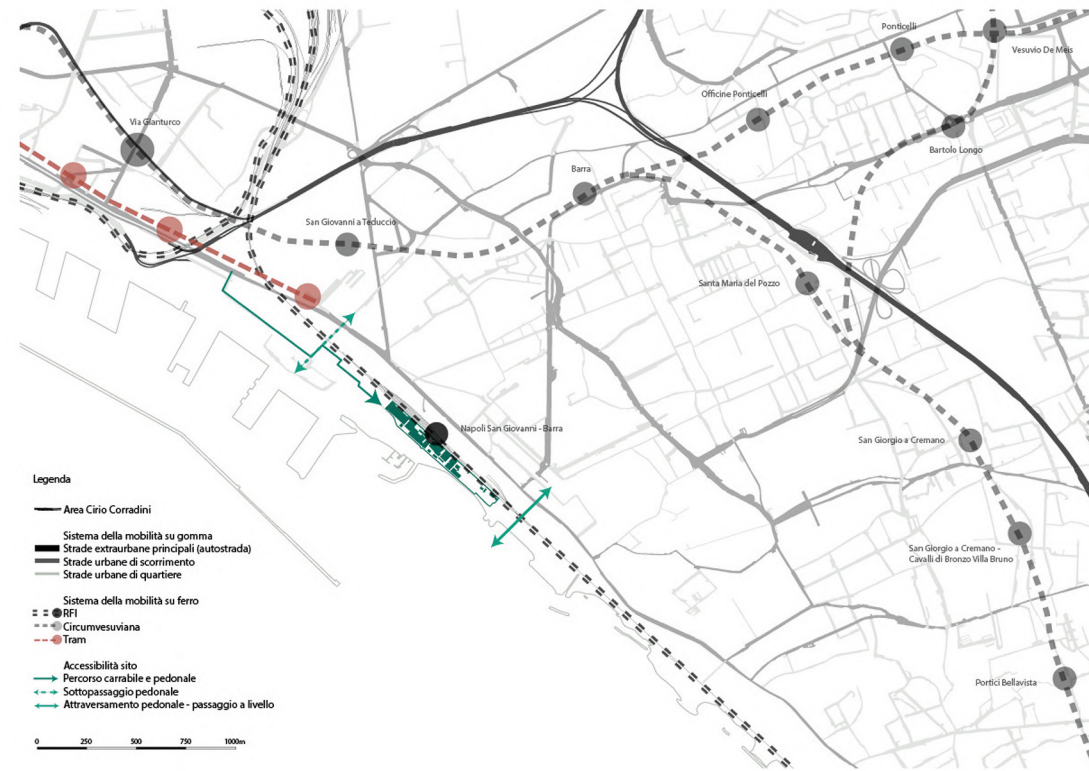 Ponticelli
Vesuvio De Meis
Officine Ponticelli
Via Gianturco
Bartolo Longo
Barra
San Giovanni a Teduccio
Santa Maria del Pozzo
Napoli San Giovanni - Barra
San Giorgio a Cremano
San Giorgio a Cremano -
Cavalli di Bronzo Villa Bruno
Portici Bellavista
Legenda
Area Cirio Corradini
Sistema della mobilità su gomma
Strade extraurbane principali (autostrada)
Strade urbane di scorrimento
Strade urbane di quartiere
Sistema della mobilità su ferro
RFI
Circumvesuviana
Tram
Accessibilità sito
Percorso carrabile e pedonale
Sottopassaggio pedonale
Attraversamento pedonale - passaggio a livello
0 250 500 750 1000m